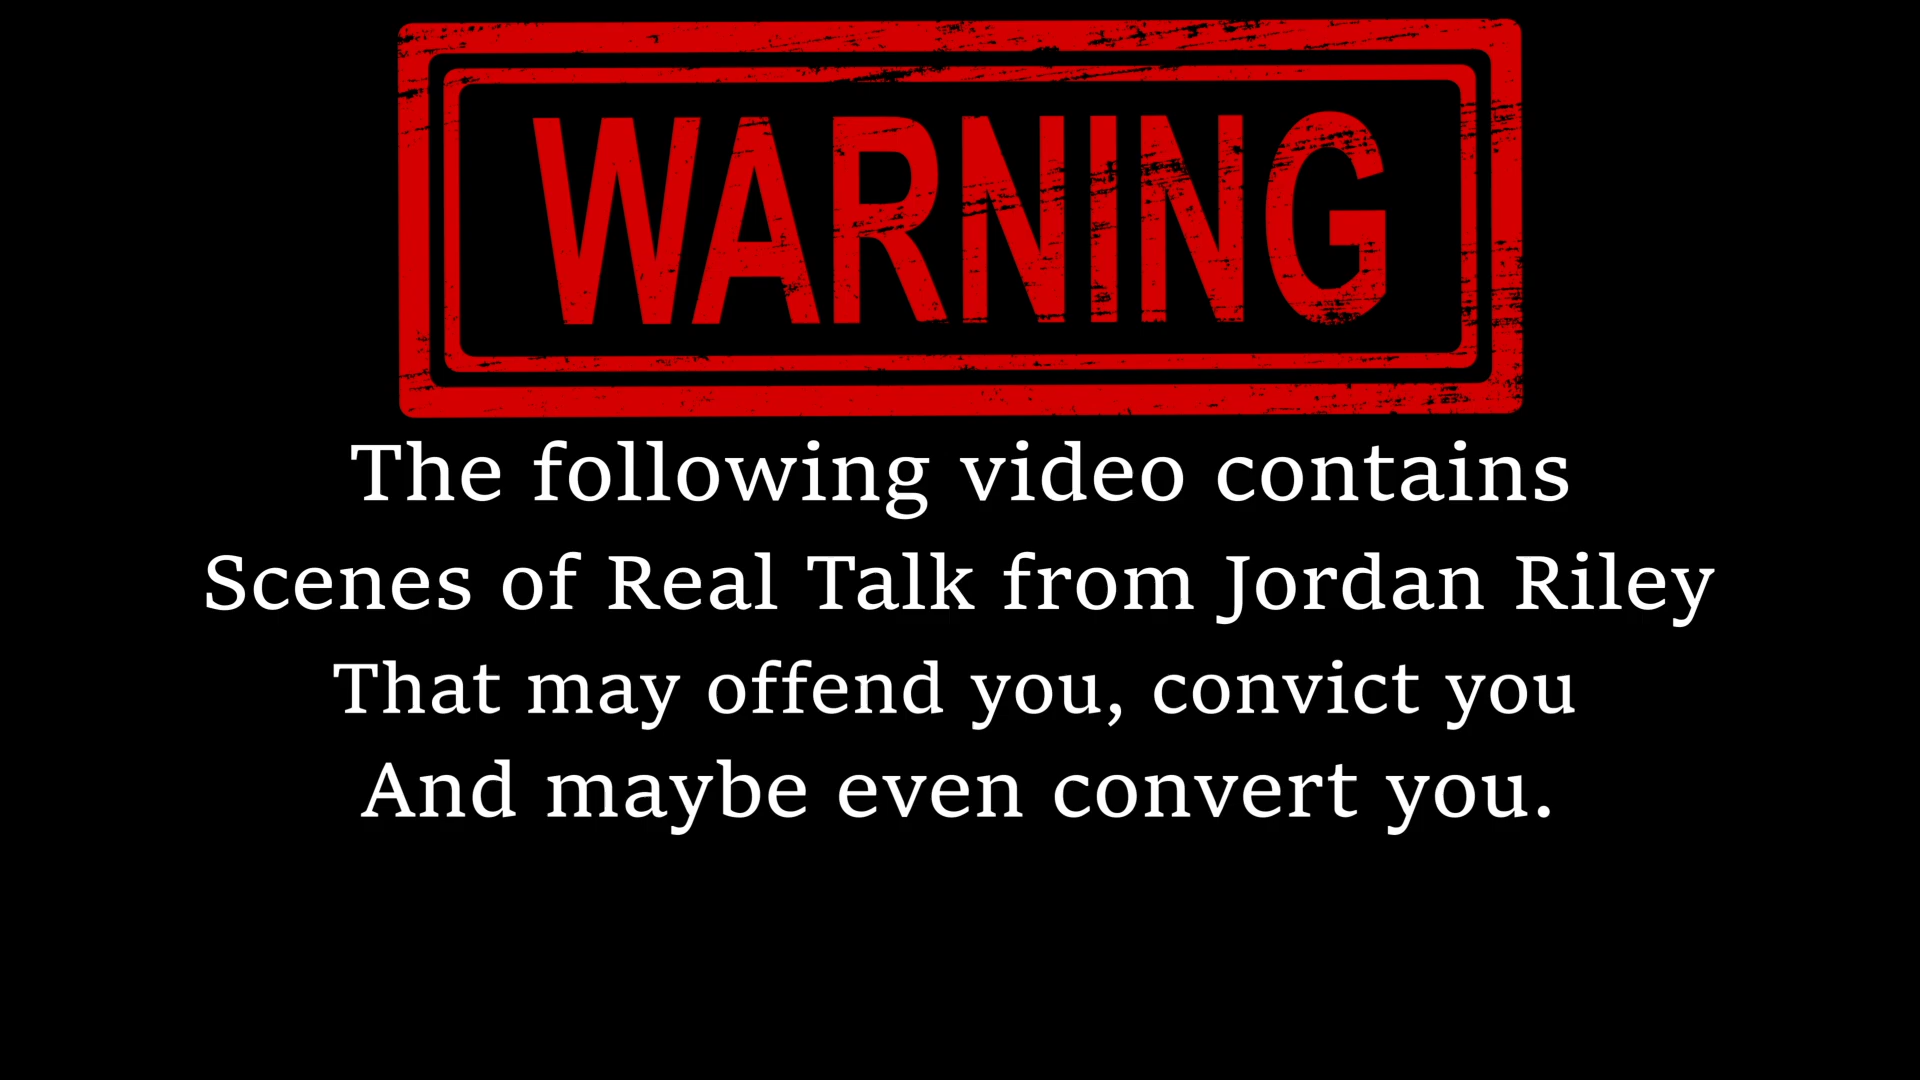 WARNING
The following video contains
Scenes of Real Talk from Jordan Riley
That may offend you, convict you
And maybe even convert you.